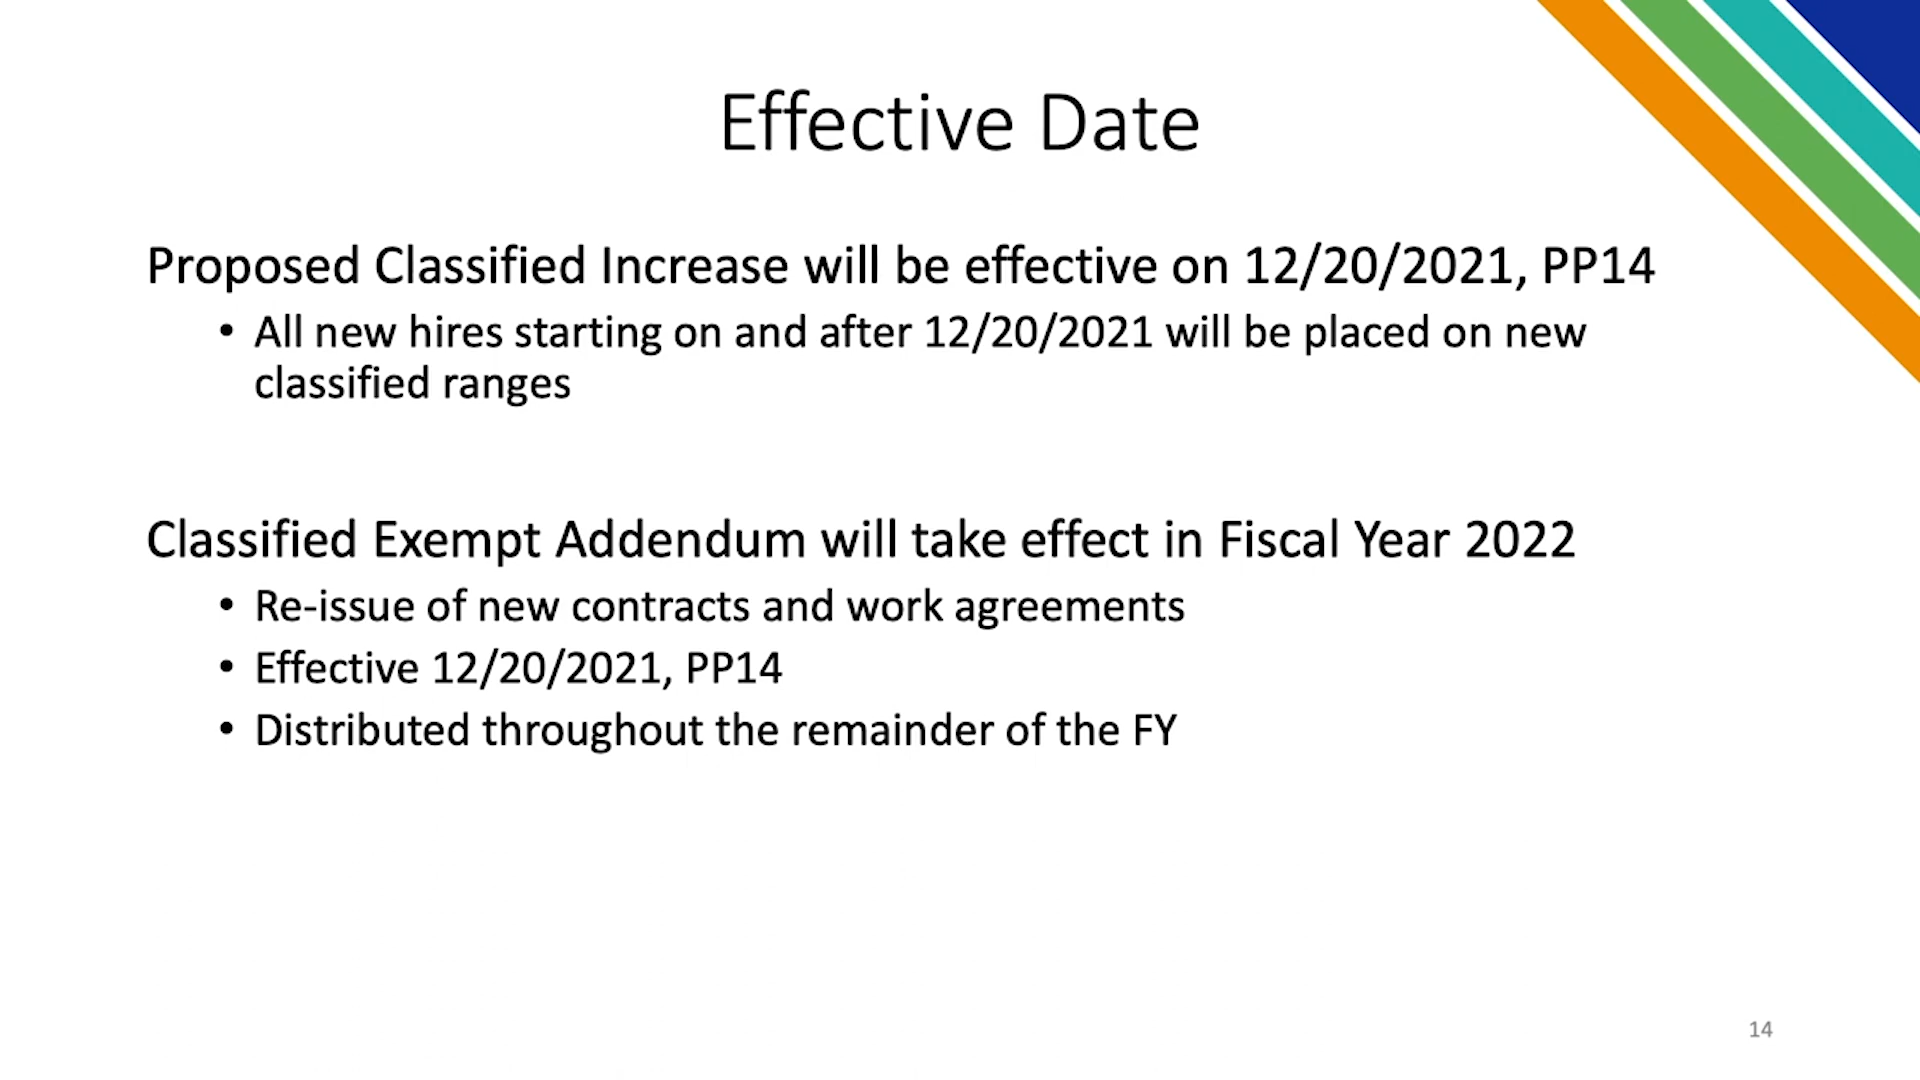 Effective Date
Proposed Classified Increase will be effective on 12/20/2021, PP14
• All new hires starting on and after 12/20/2021 will be placed on new
classified ranges
Classified Exempt Addendum will take effect in Fiscal Year 2022
• Re-issue of new contracts and work agreements
• Effective 12/20/2021, PP14
• Distributed throughout the remainder of the FY
14